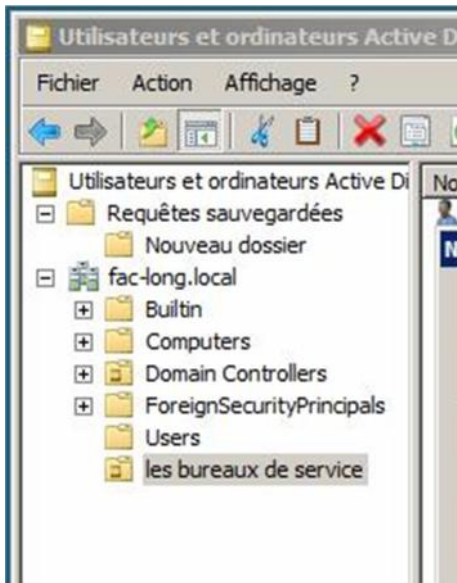 Utilisateurs et ordinateurs Active D
Fichier Action Affichage ?
Utilisateurs et ordinateurs Active Di
No
Requêtes sauvegardées
N
Nouveau dossier
fac-long.local
Builtin
Computers
Domain Controllers
ForeignSecurityPrincipals
Users
les bureaux de service